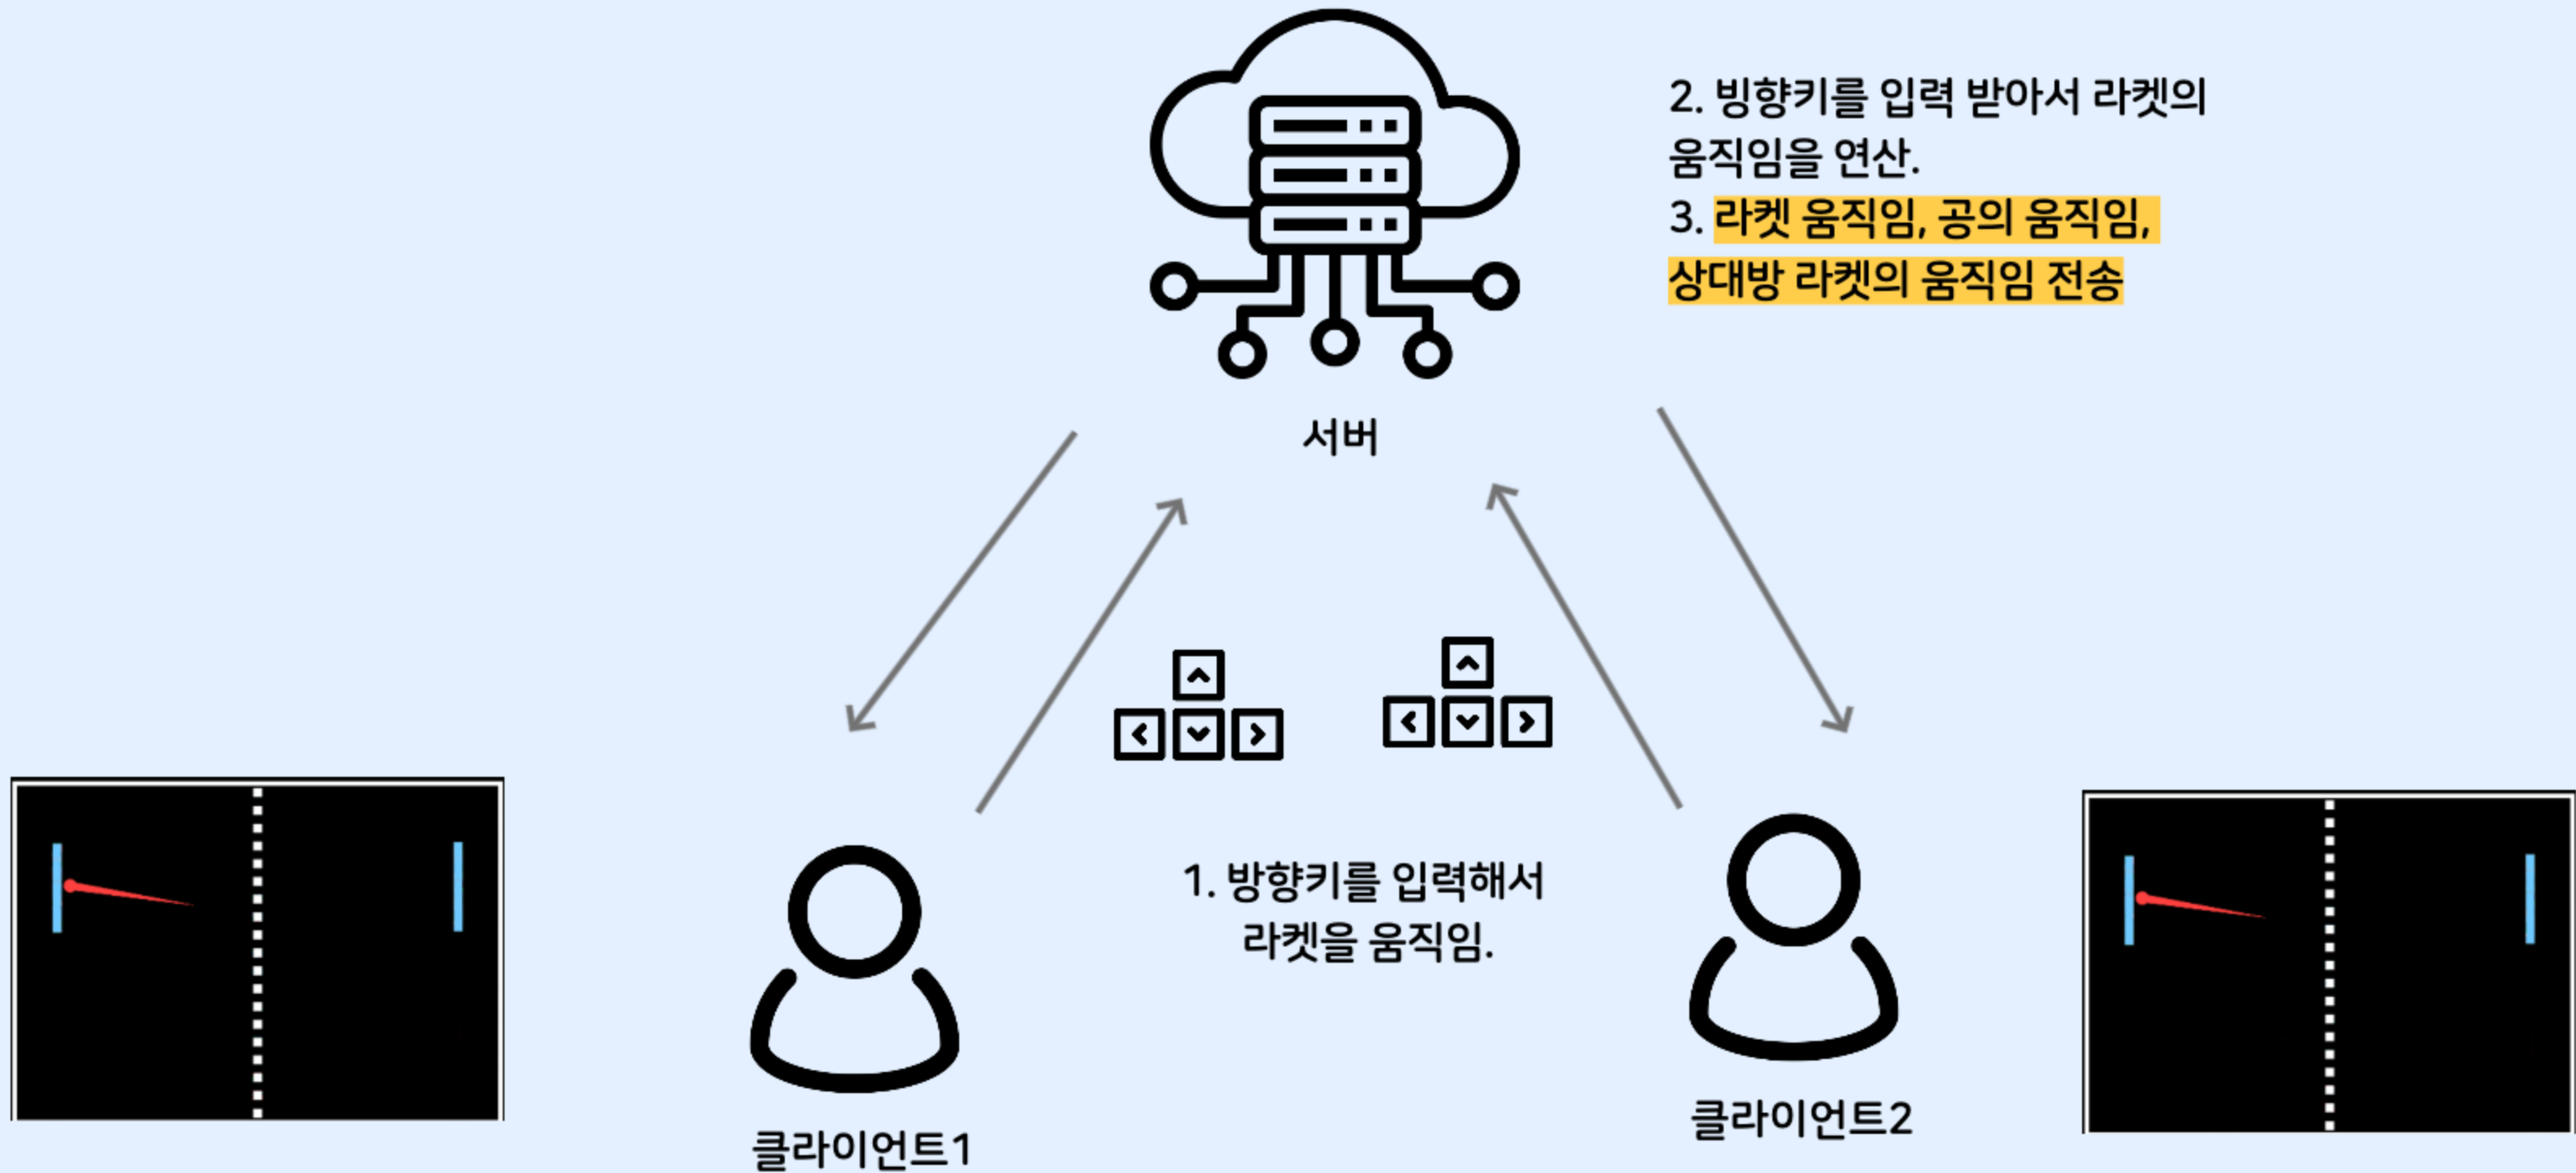 2. 빙향키를 입력 받아서 라켓의
움직임을 연산.
3. 라켓 움직임, 공의 움직임,
상대방 라켓의 움직임 전송
서버
1. 방향키를 입력해서
라켓을 움직임.
클라이언트1
클라이언트2